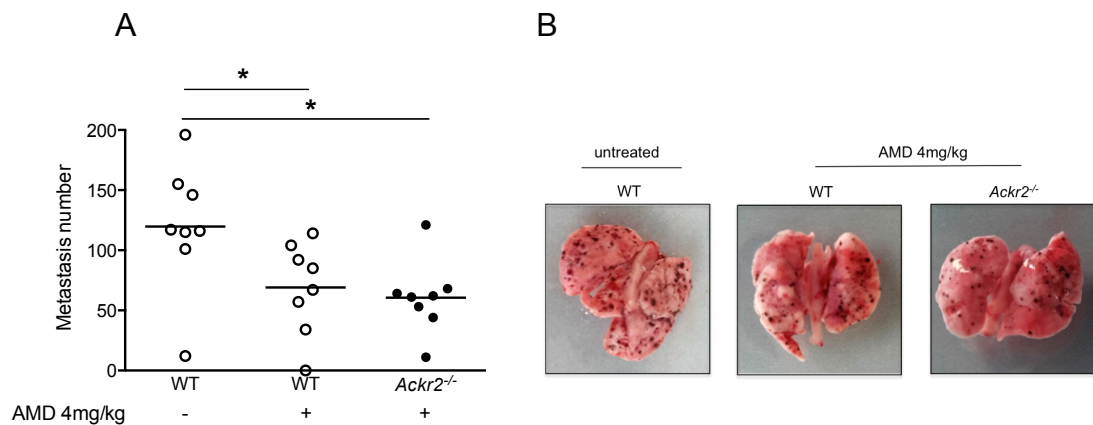 A
*
*
Metastasis number
200
150
100
50
0
WT
WT
Ackr2-/-
AMD 4mg/kg
-
+
+
B
untreated
AMD 4mg/kg
WT
WT
Ackr2-/-